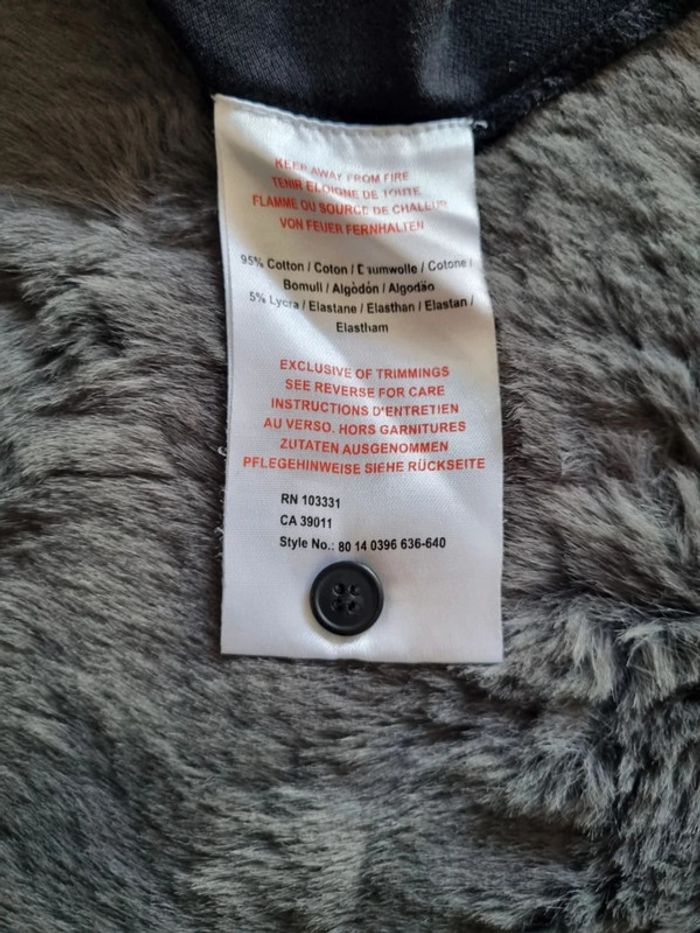 KEEP AWAY FROM FIRE
TENIR ELOIGNE DE TOUTE
FLAMME OU SOURCE DE CHALEUR
VON FEUER FERNHALTEN
95% Cotton / Coton / Baumwolle / Cotone /
Bomull / Algòdón / Algodão
5% Lycra / Elastane / Elasthan / Elastan /
Elastham
EXCLUSIVE OF TRIMMINGS
SEE REVERSE FOR CARE
INSTRUCTIONS D'ENTRETIEN
AU VERSO. HORS GARNITURES
ZUTATEN AUSGENOMMEN
PFLEGEHINWEISE SIEHE RÜCKSEITE
RN 103331
CA 39011
Style No.: 80 14 0396 636-640